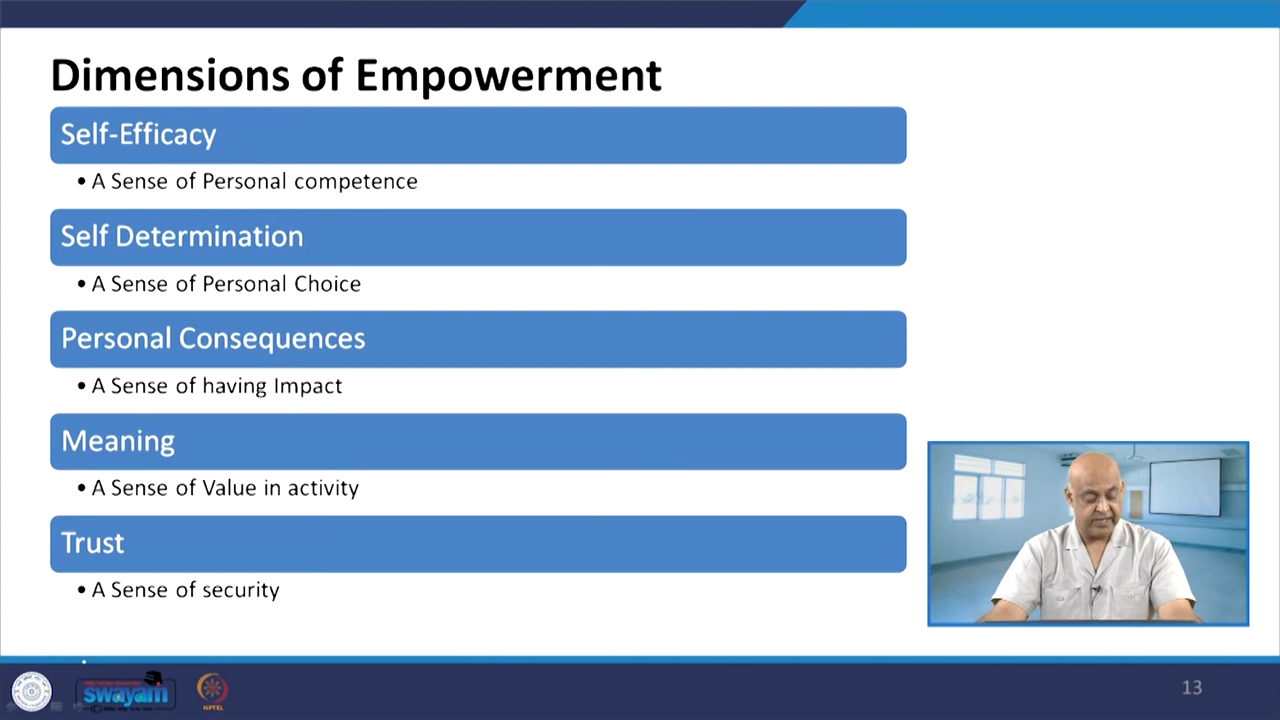 Dimensions of Empowerment
Self-Efficacy
• A Sense of Personal competence
Self Determination
• A Sense of Personal Choice
Personal Consequences
• A Sense of having Impact
Meaning
• A Sense of Value in activity
Trust
• A Sense of security
swayam
NPTEL
13